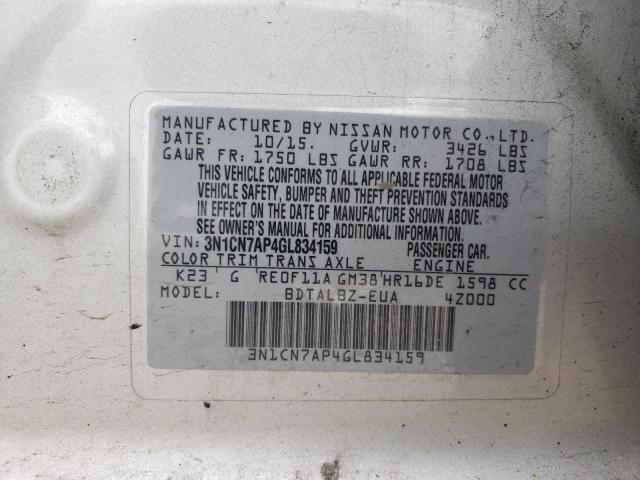 MANUFACTURED BY NISSAN MOTOR CO., LTD.
DATE: 10/15. GVWR: 3426 LBS
GAWR FR: 1750 LBS GAWR RR: 1708 LBS
THIS VEHICLE CONFORMS TO ALL APPLICABLE FEDERAL MOTOR
VEHICLE SAFETY, BUMPER AND THEFT PREVENTION STANDARDS
IN EFFECT ON THE DATE OF MANUFACTURE SHOWN ABOVE.
SEE OWNER'S MANUAL FOR ADDITIONAL INFORMATION.
VIN: 3N1CN7AP4GL834159 PASSENGER CAR.
COLOR TRIM TRANS AXLE ENGINE
K23 G RE0F11A GM38 HR16DE 1598 CC
MODEL: BDTALBZ-EUA 4Z000
3N1CN7AP4GL834159